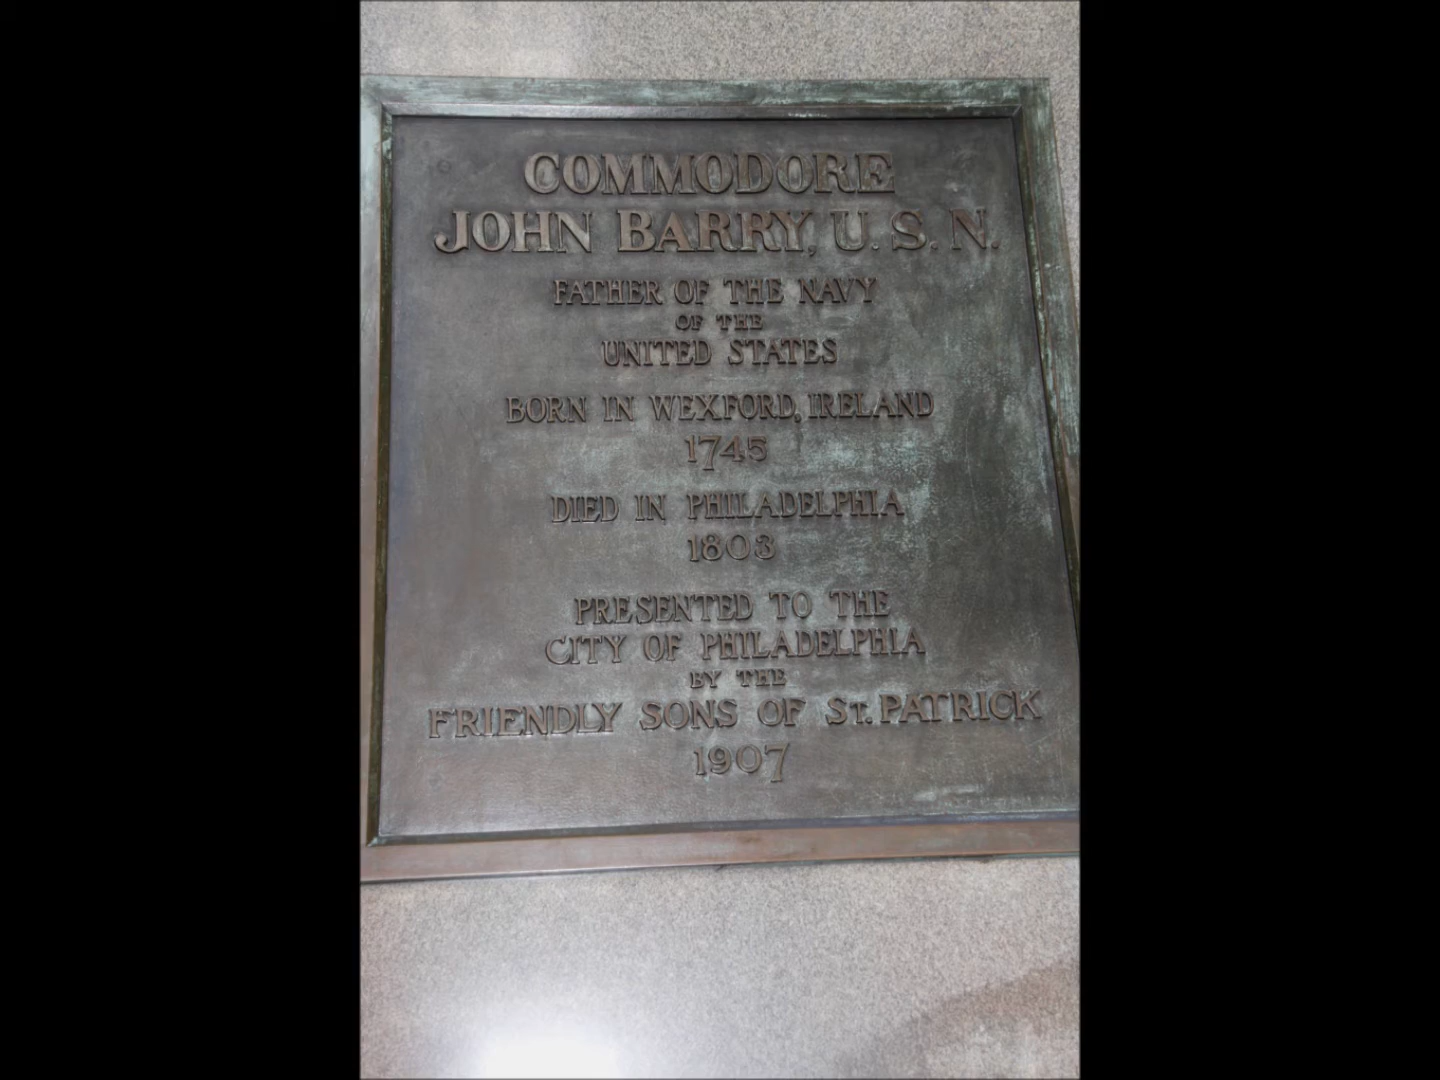 COMMODORE
JOHN BARRY, U.S.N.
FATHER OF THE NAVY
OF THE
UNITED STATES
BORN IN WEXFORD, IRELAND
1745
DIED IN PHILADELPHIA
1803
PRESENTED TO THE
CITY OF PHILADELPHIA
BY THE
FRIENDLY SONS OF ST. PATRICK
1907